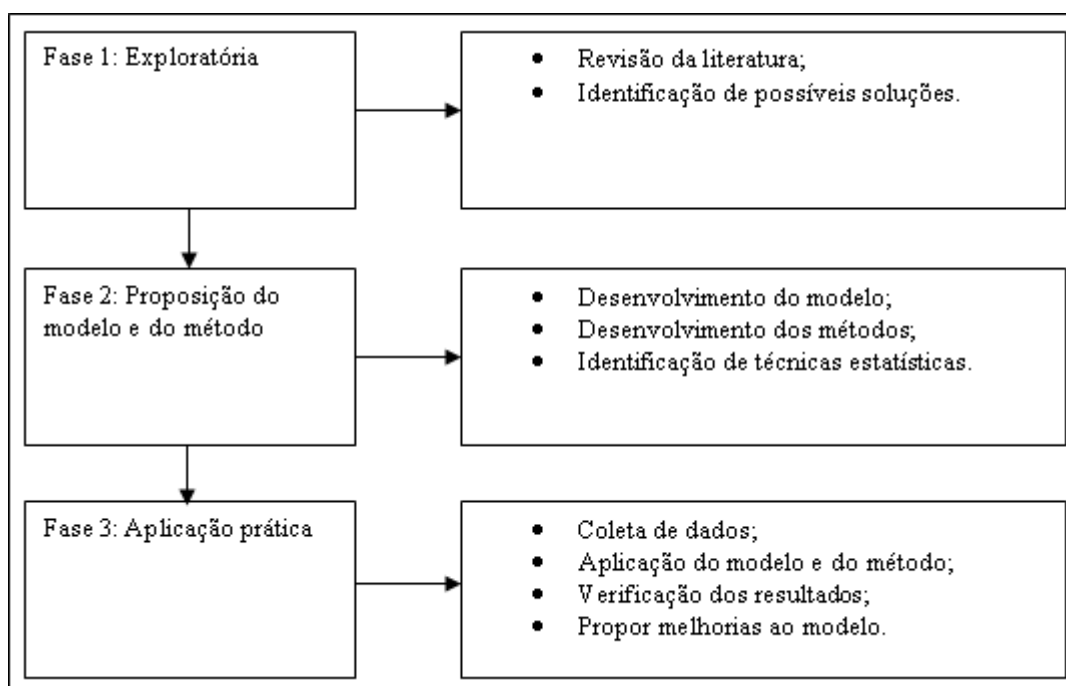 Fase 1: Exploratória
• Revisão da literatura;
• Identificação de possíveis soluções.
Fase 2: Proposição do
modelo e do método
• Desenvolvimento do modelo;
• Desenvolvimento dos métodos;
• Identificação de técnicas estatísticas.
Fase 3: Aplicação prática
• Coleta de dados;
• Aplicação do modelo e do método;
• Verificação dos resultados;
• Propor melhorias ao modelo.